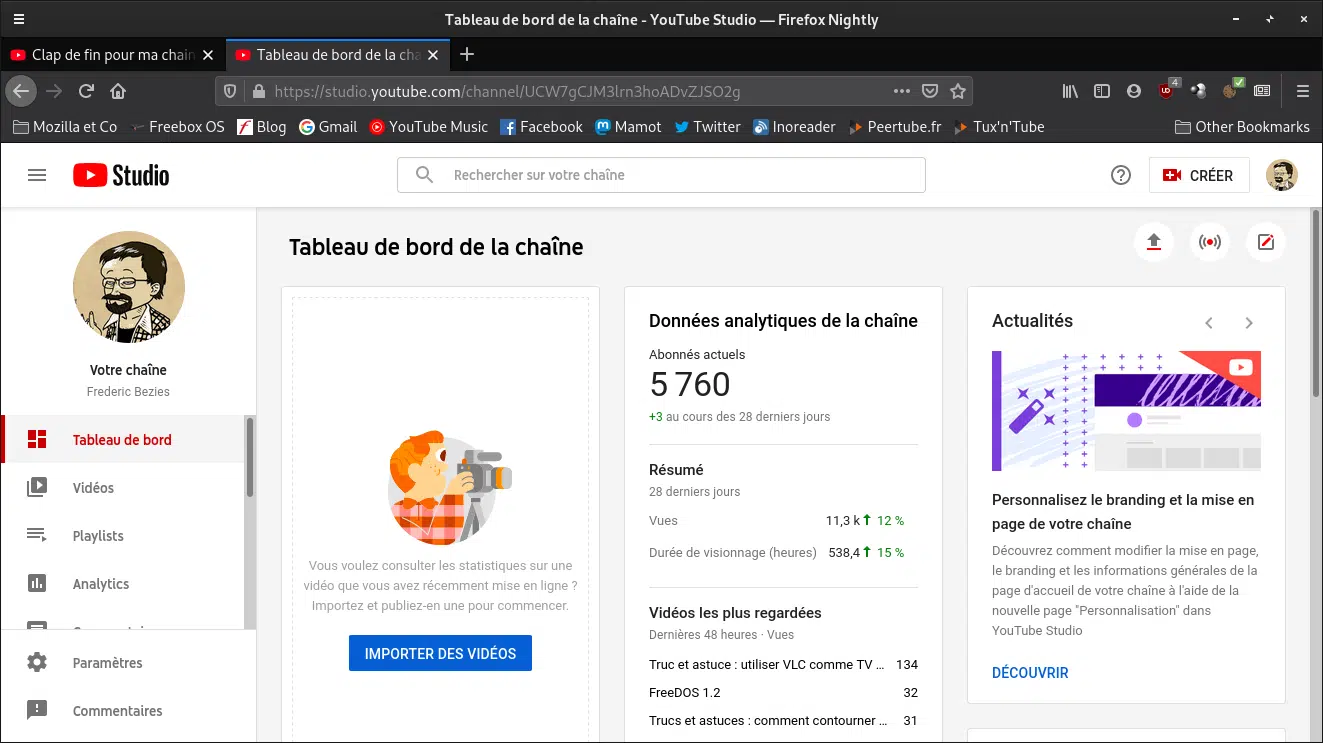 Tableau de bord de la chaîne - YouTube Studio — Firefox Nightly
Clap de fin pour ma chain
Tableau de bord de la cha
https://studio.youtube.com/channel/UCW7gCJM3lrn3hoADvZJSO2g
4
Mozilla et Co
Freebox OS
Blog
Gmail
YouTube Music
Facebook
Mamot
Twitter
Inoreader
Peertube.fr
Tux'n'Tube
Other Bookmarks
Studio
Rechercher sur votre chaîne
CRÉER
Votre chaîne
Frederic Bezies
Tableau de bord
Vidéos
Playlists
Analytics
Paramètres
Commentaires
Tableau de bord de la chaîne
Vous voulez consulter les statistiques sur une
vidéo que vous avez récemment mise en ligne ?
Importez et publiez-en une pour commencer.
IMPORTER DES VIDÉOS
Données analytiques de la chaîne
Abonnés actuels
5 760
+3 au cours des 28 derniers jours
Résumé
28 derniers jours
Vues 11,3 k 12 %
Durée de visionnage (heures) 538,4 15 %
Vidéos les plus regardées
Dernières 48 heures · Vues
Truc et astuce : utiliser VLC comme TV ... 134
FreeDOS 1.2 32
Trucs et astuces : comment contourner ... 31
Actualités
Personnalisez le branding et la mise en
page de votre chaîne
Découvrez comment modifier la mise en page,
le branding et les informations générales de la
page d'accueil de votre chaîne à l'aide de la
nouvelle page "Personnalisation" dans
YouTube Studio
DÉCOUVRIR